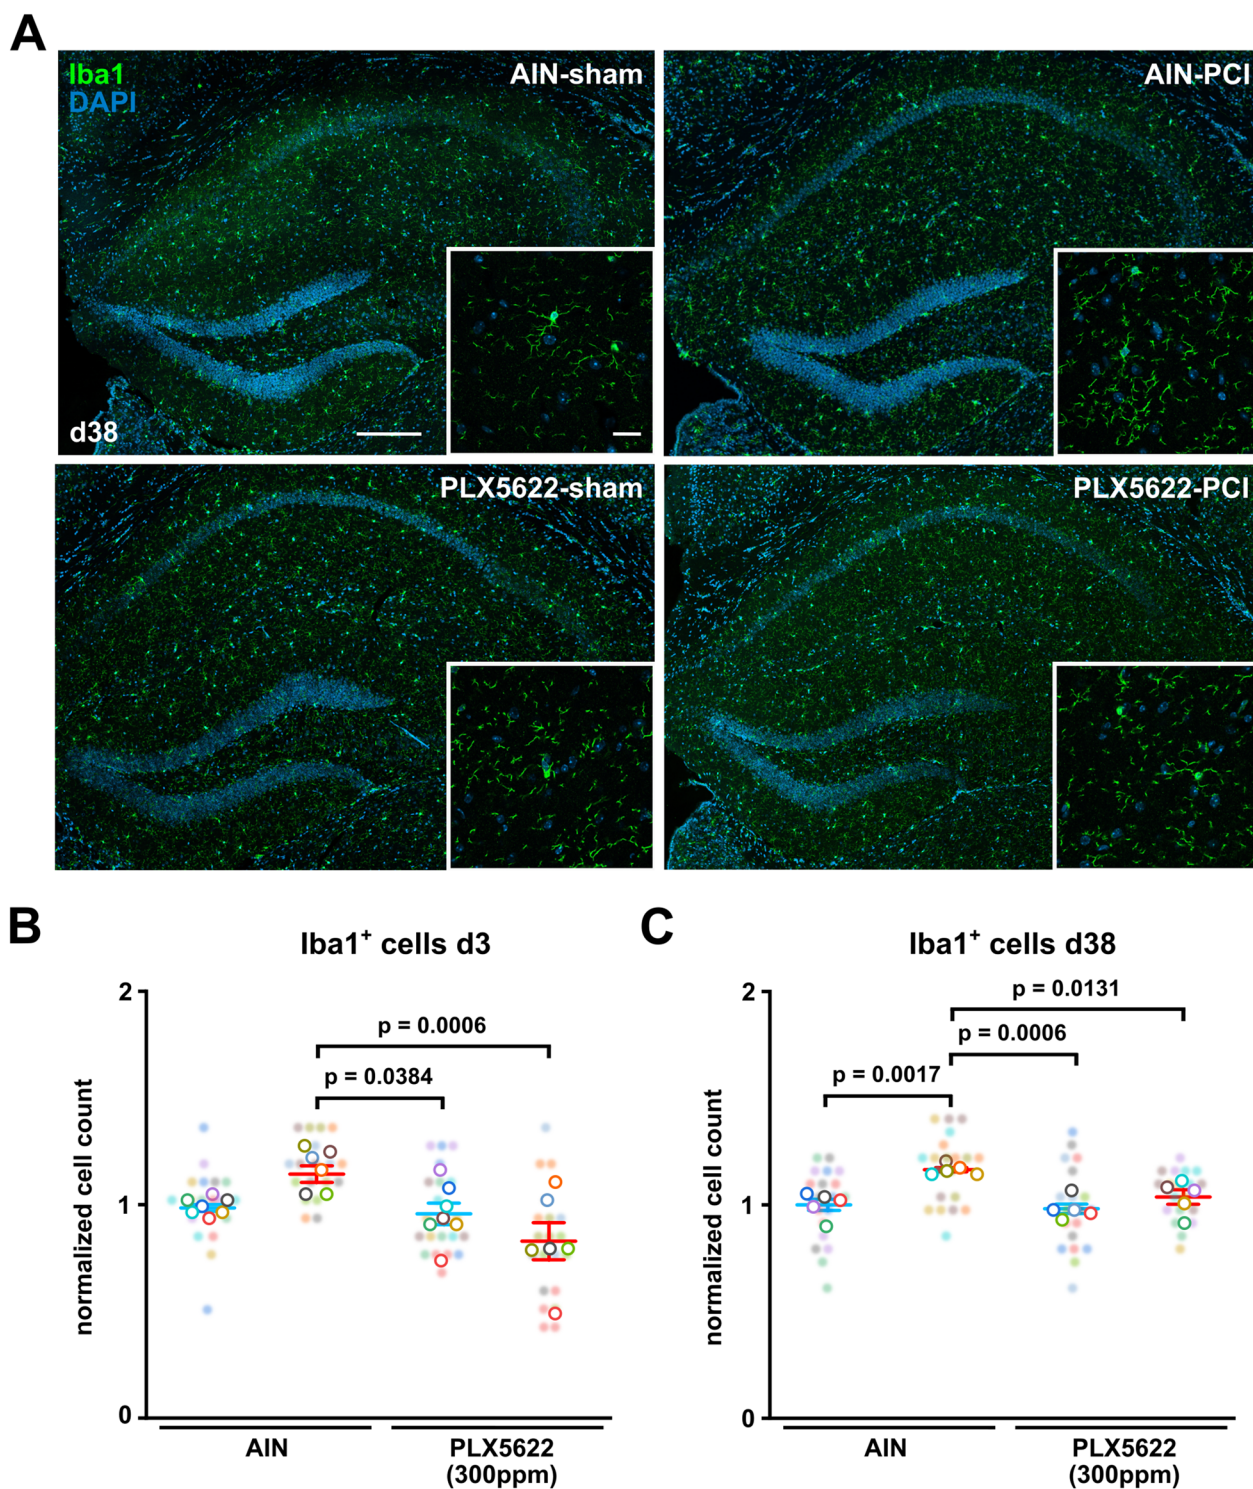 A
Iba1
DAPI
AIN-sham
d38
AIN-PCI
PLX5622-sham
PLX5622-PCI
B
Iba1+ cells d3
2
1
0
normalized cell count
p = 0.0006
p = 0.0384
AIN
PLX5622
(300ppm)
C
Iba1+ cells d38
2
1
0
normalized cell count
p = 0.0131
p = 0.0006
p = 0.0017
AIN
PLX5622
(300ppm)